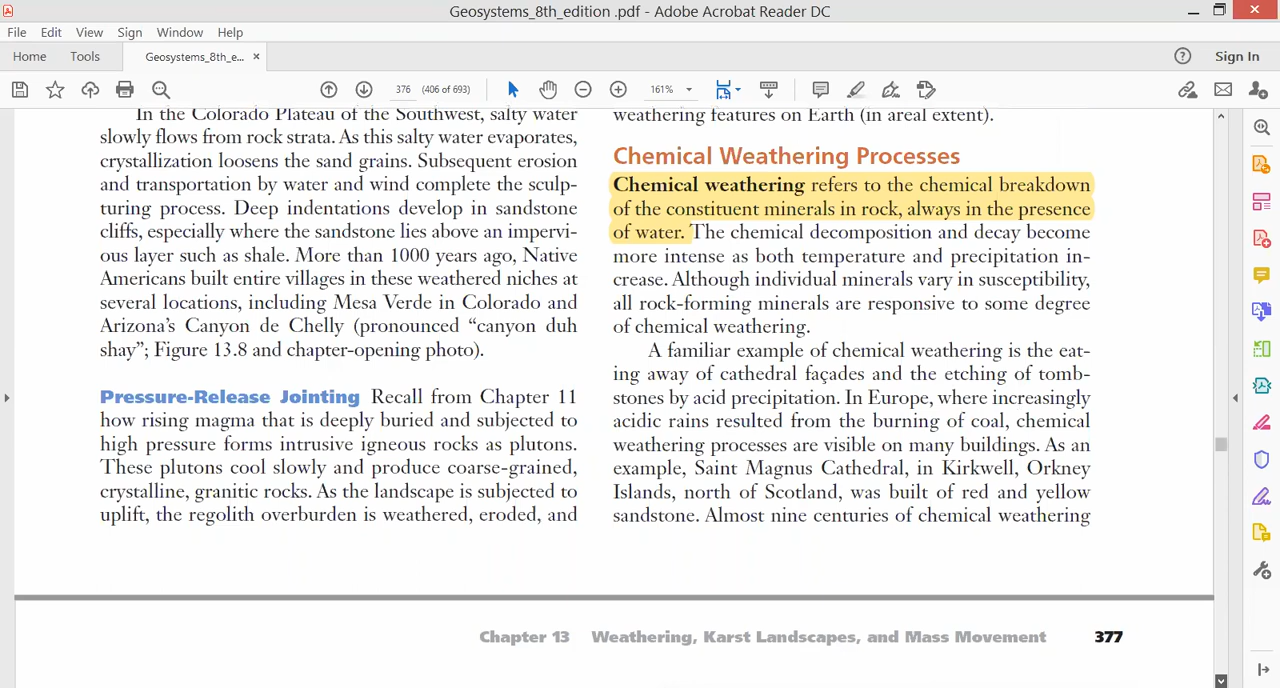 Geosystems_8th_edition .pdf - Adobe Acrobat Reader DC
File Edit View Sign Window Help
Home Tools Geosystems_8th_e... ×
Sign In
376 (406 of 693) 161%
In the Colorado Plateau of the Southwest, salty water
slowly flows from rock strata. As this salty water evaporates,
crystallization loosens the sand grains. Subsequent erosion
and transportation by water and wind complete the sculp-
turing process. Deep indentations develop in sandstone
cliffs, especially where the sandstone lies above an impervi-
ous layer such as shale. More than 1000 years ago, Native
Americans built entire villages in these weathered niches at
several locations, including Mesa Verde in Colorado and
Arizona's Canyon de Chelly (pronounced “canyon duh
shay”; Figure 13.8 and chapter-opening photo).
Pressure-Release Jointing Recall from Chapter 11
how rising magma that is deeply buried and subjected to
high pressure forms intrusive igneous rocks as plutons.
These plutons cool slowly and produce coarse-grained,
crystalline, granitic rocks. As the landscape is subjected to
uplift, the regolith overburden is weathered, eroded, and
weathering features on Earth (in areal extent).
Chemical Weathering Processes
Chemical weathering refers to the chemical breakdown
of the constituent minerals in rock, always in the presence
of water. The chemical decomposition and decay become
more intense as both temperature and precipitation in-
crease. Although individual minerals vary in susceptibility,
all rock-forming minerals are responsive to some degree
of chemical weathering.
A familiar example of chemical weathering is the eat-
ing away of cathedral façades and the etching of tomb-
stones by acid precipitation. In Europe, where increasingly
acidic rains resulted from the burning of coal, chemical
weathering processes are visible on many buildings. As an
example, Saint Magnus Cathedral, in Kirkwell, Orkney
Islands, north of Scotland, was built of red and yellow
sandstone. Almost nine centuries of chemical weathering
Chapter 13 Weathering, Karst Landscapes, and Mass Movement 377